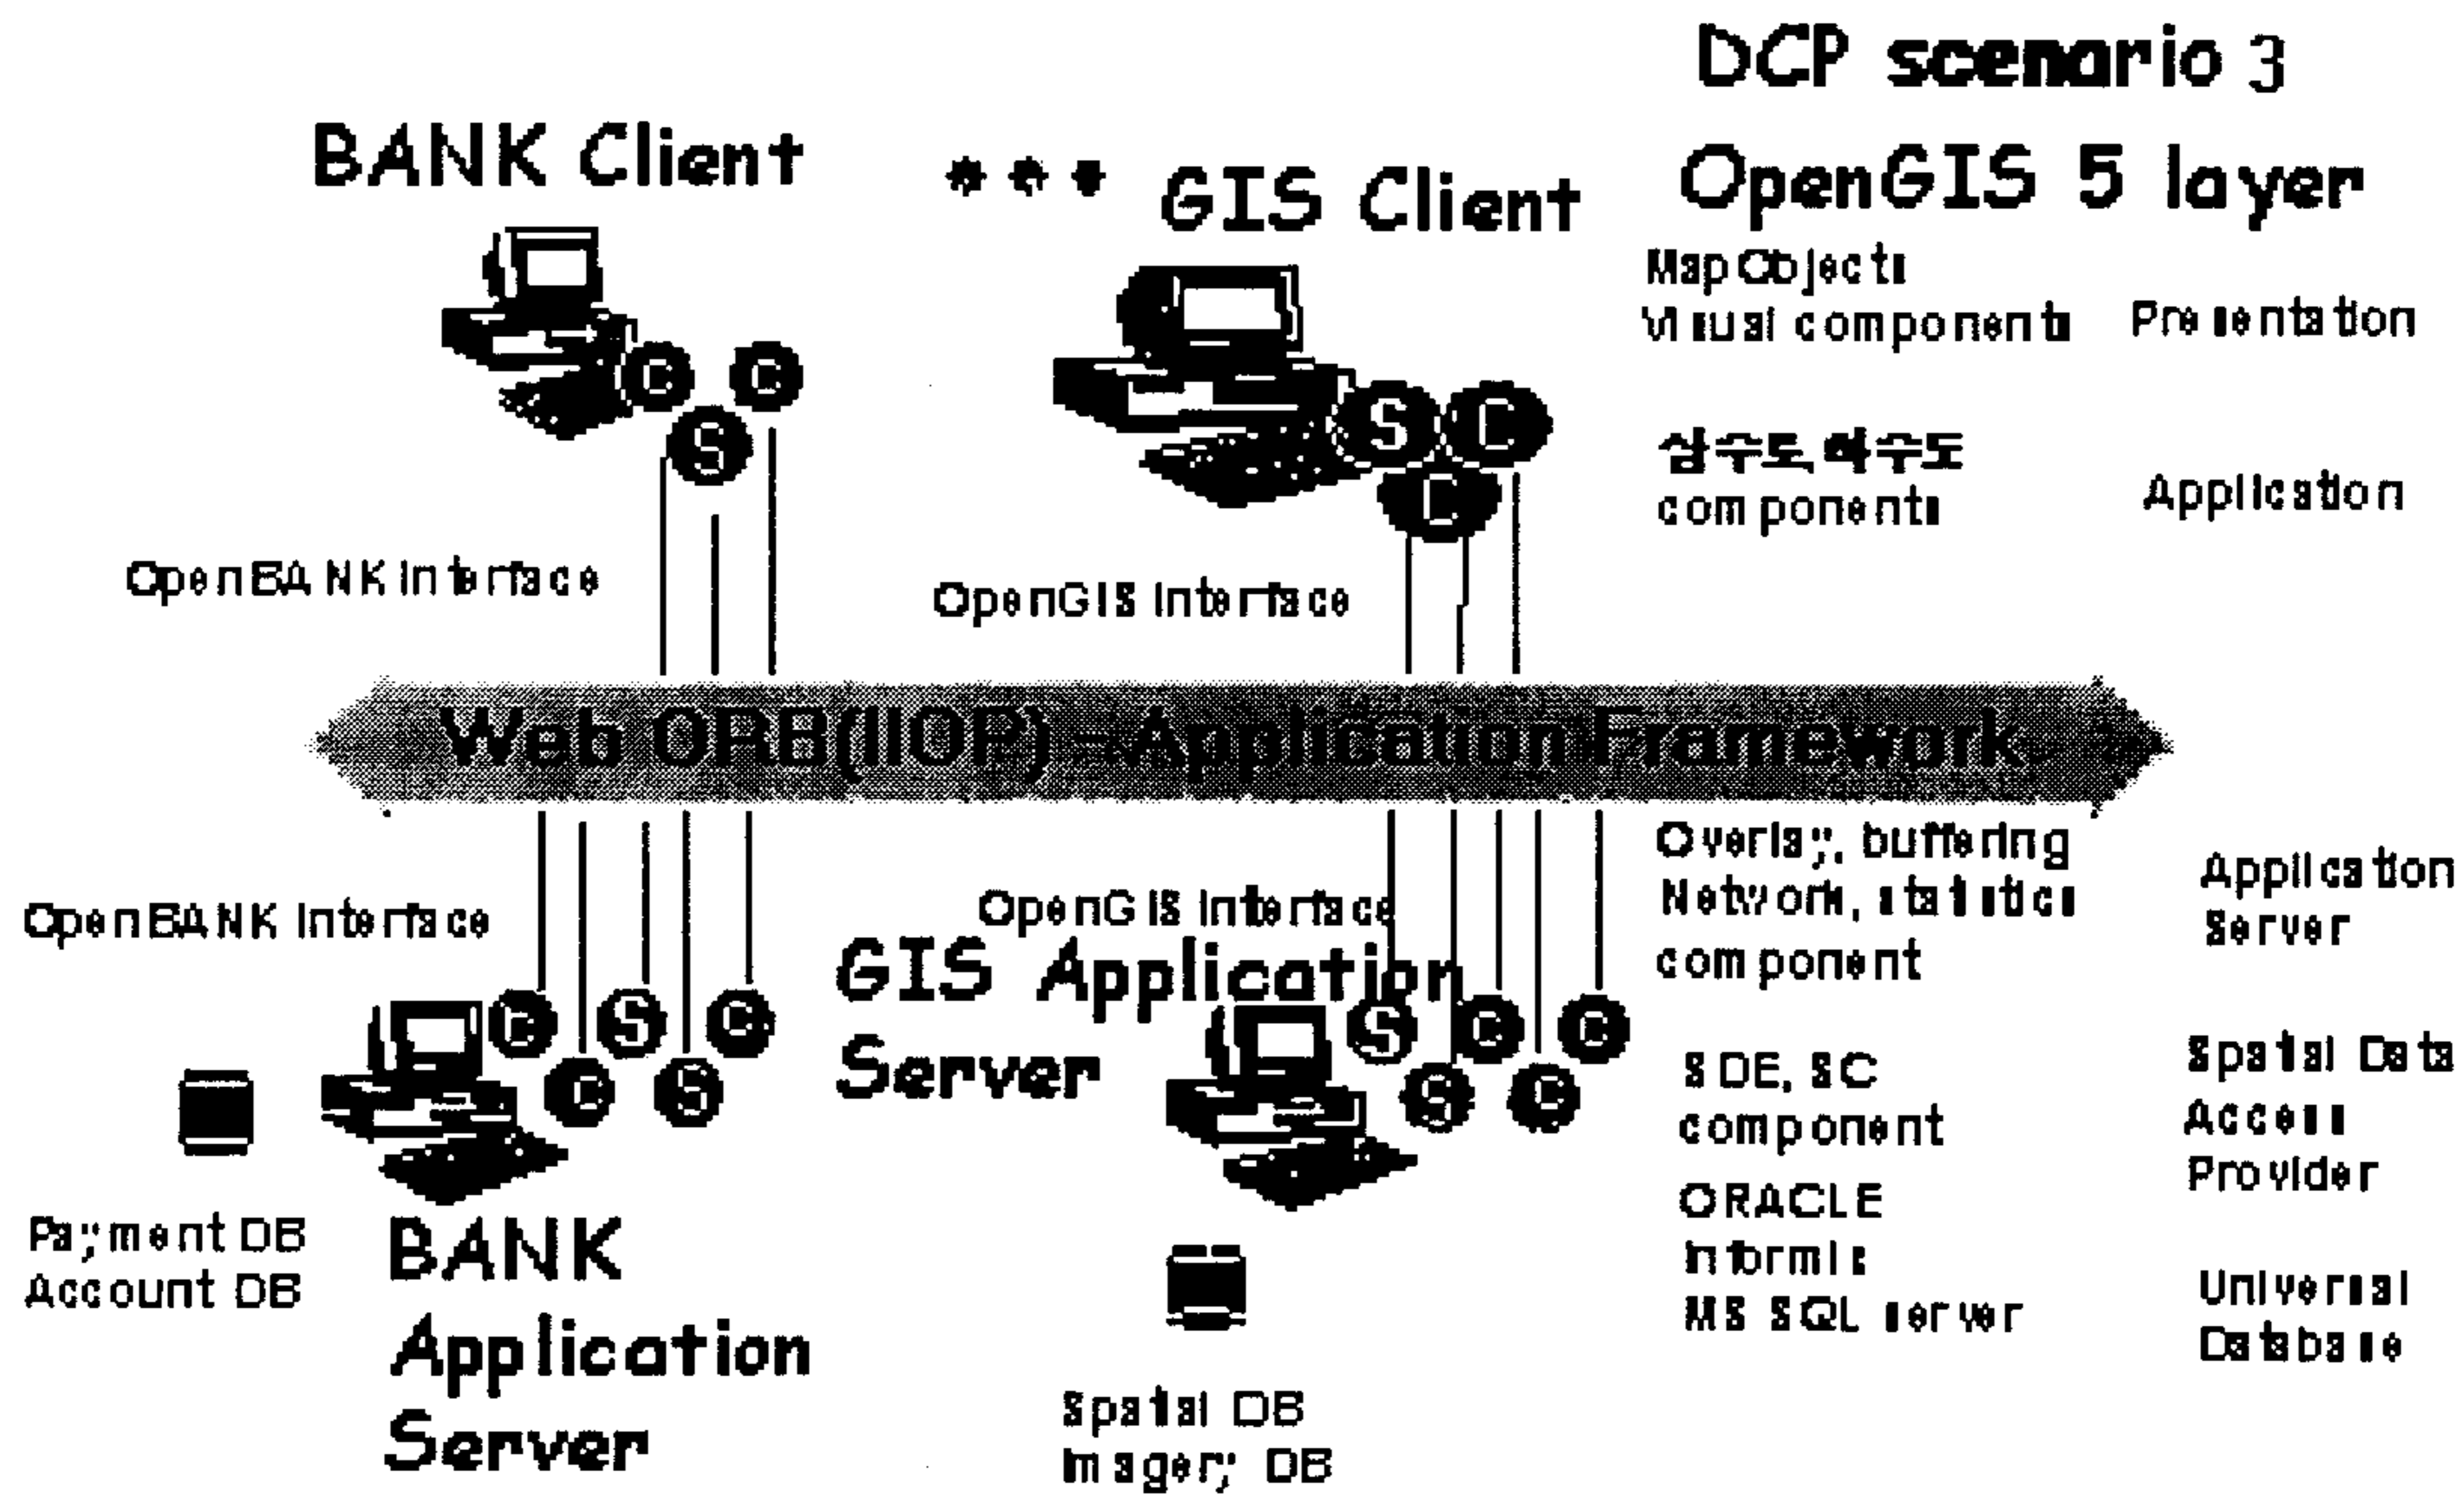 DCP scenario 3
OpenGIS 5 layer
BANK Client
... GIS Client
MapObjects
Visual components
Presentation
C C
S
S C
C
상수도,하수도
components
Application
OpenBANK Interface
OpenGIS Interface
Web ORB(IIOP) - Application Framework
Overlay, buffering
Network, statistics
component
Application
Server
OpenBANK Interface
OpenGIS Interface
GIS Application
Server
C S C
C S
S C C
S C
SDE, SC
component
Spatial Data
Access
Provider
ORACLE
Informix
MS SQL server
Universal
Database
Payment DB
Account DB
BANK
Application
Server
Spatial DB
Imagery DB